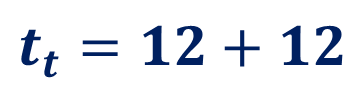 t_t = 12 + 12